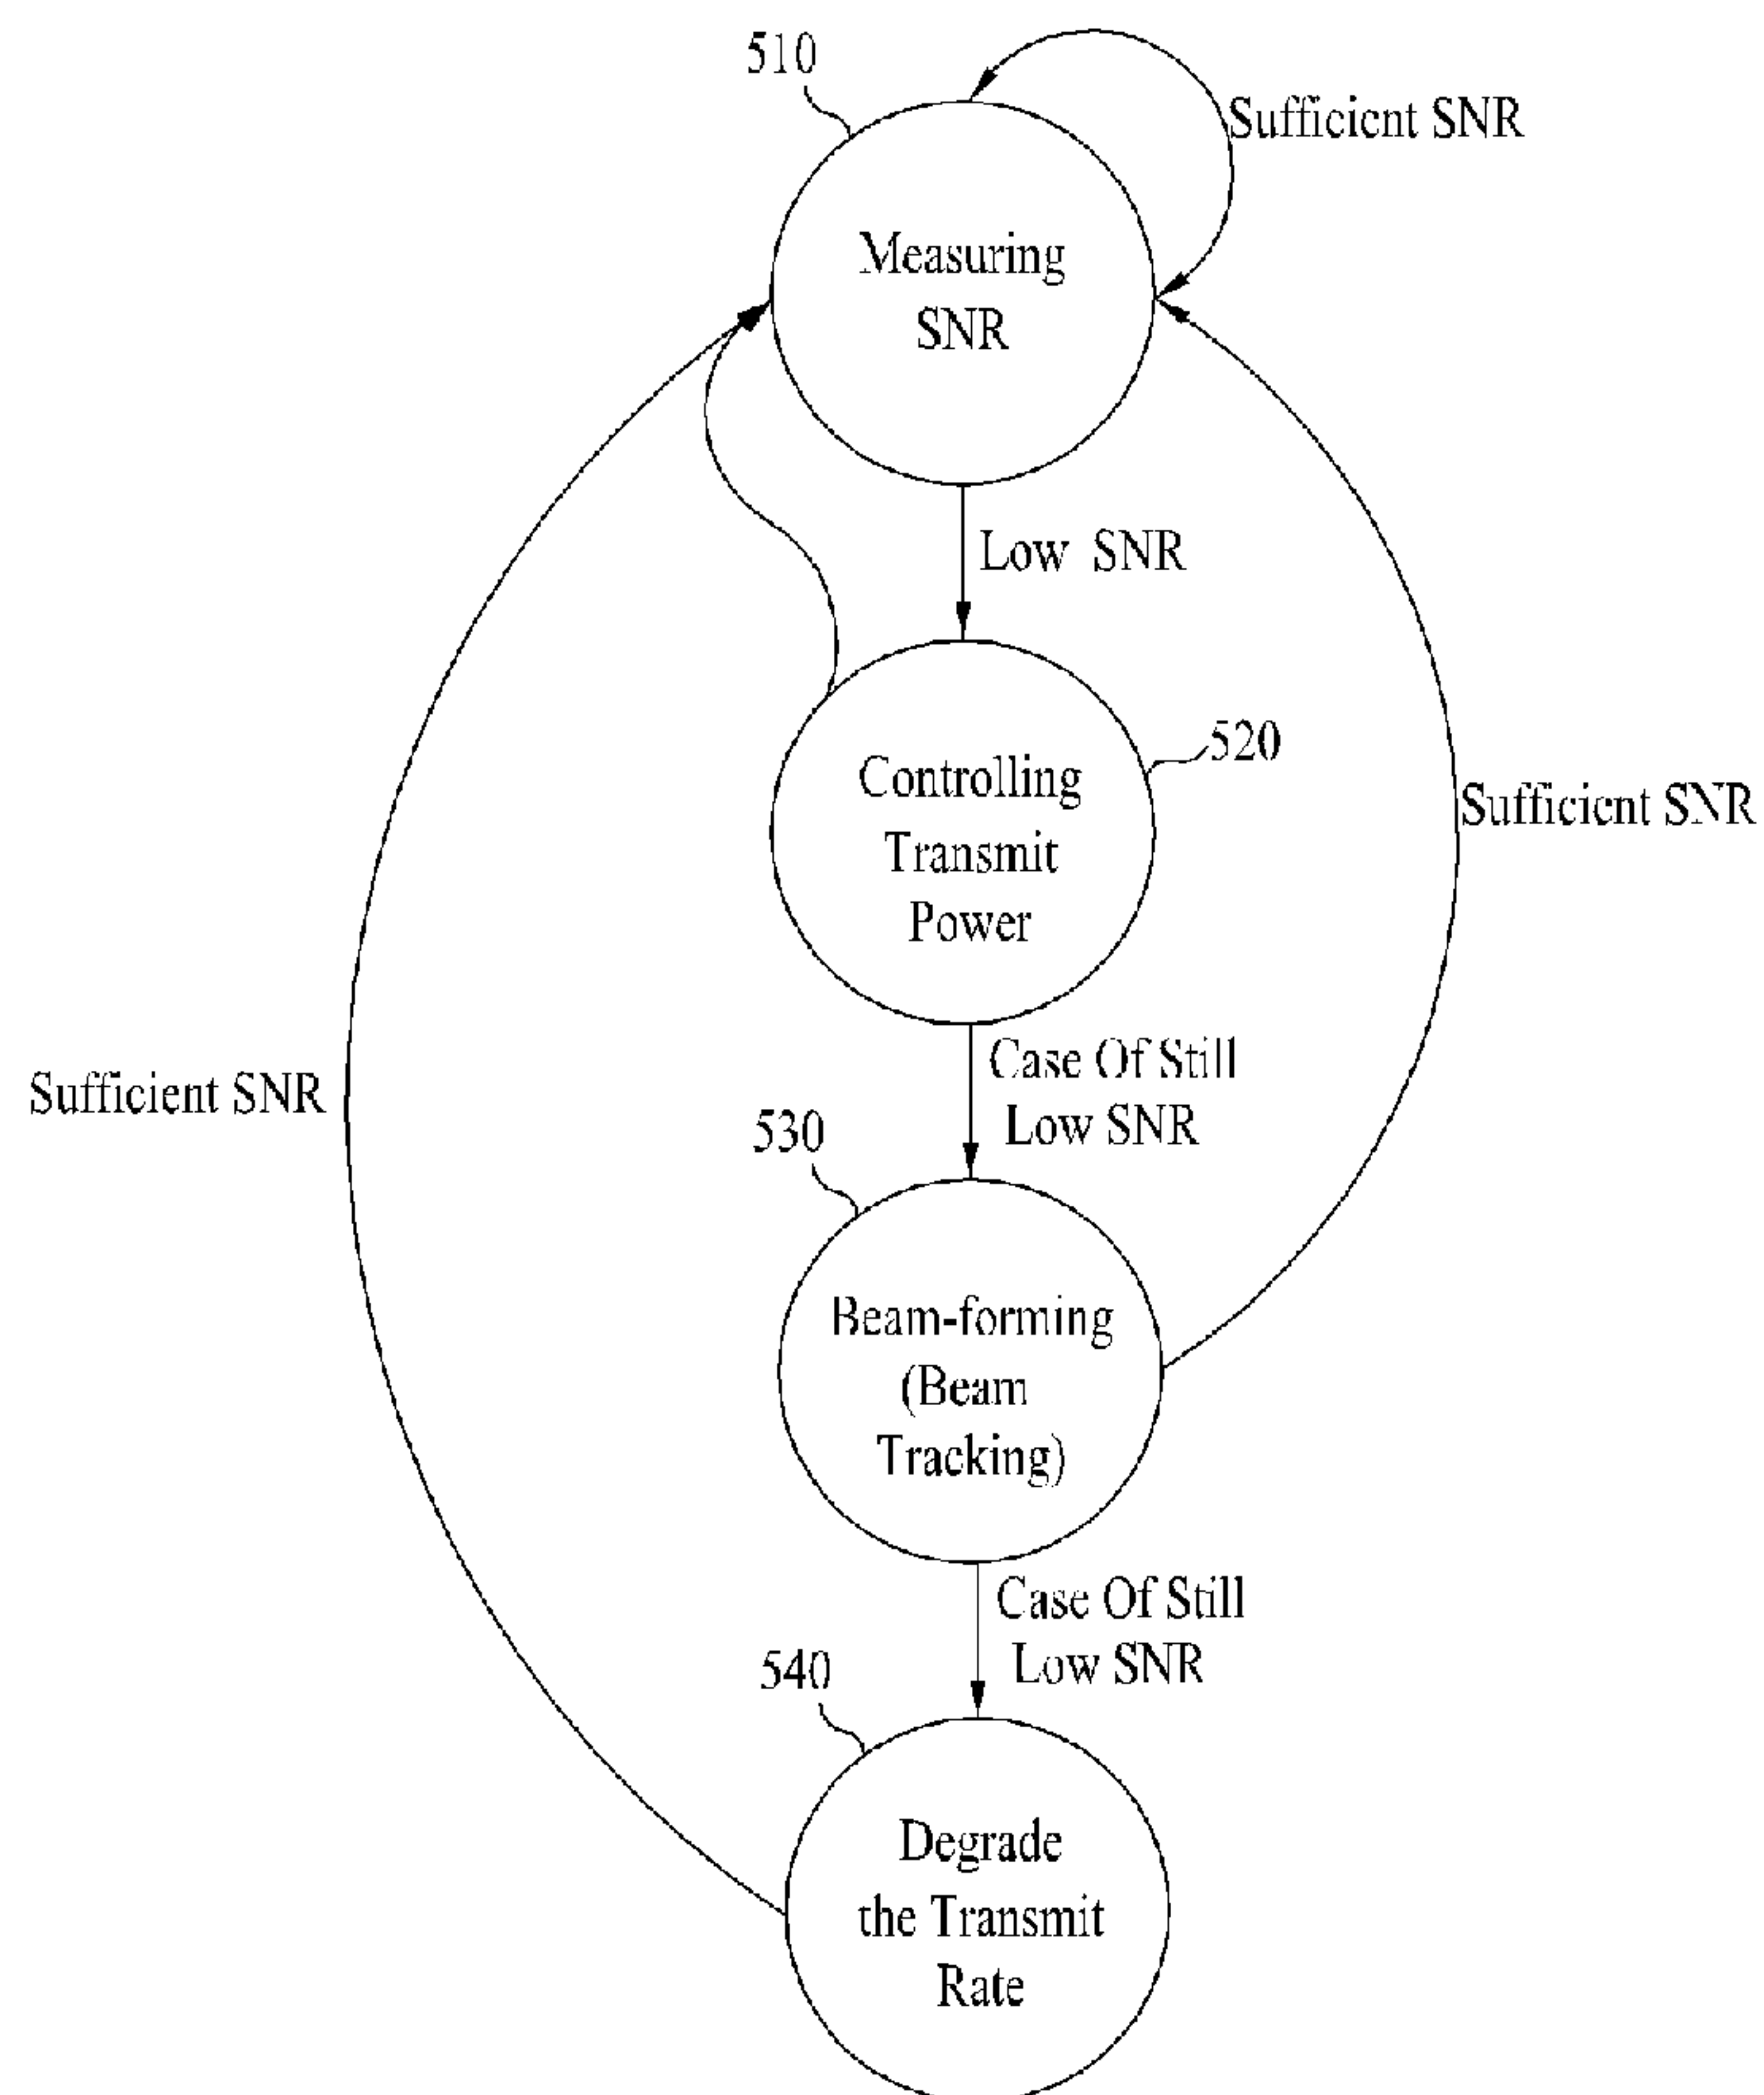 510
Sufficient SNR
Measuring
SNR
Low SNR
520
Controlling
Transmit
Power
Sufficient SNR
Case Of Still
Low SNR
Sufficient SNR
530
Beam-forming
(Beam
Tracking)
Case Of Still
Low SNR
540
Degrade
the Transmit
Rate